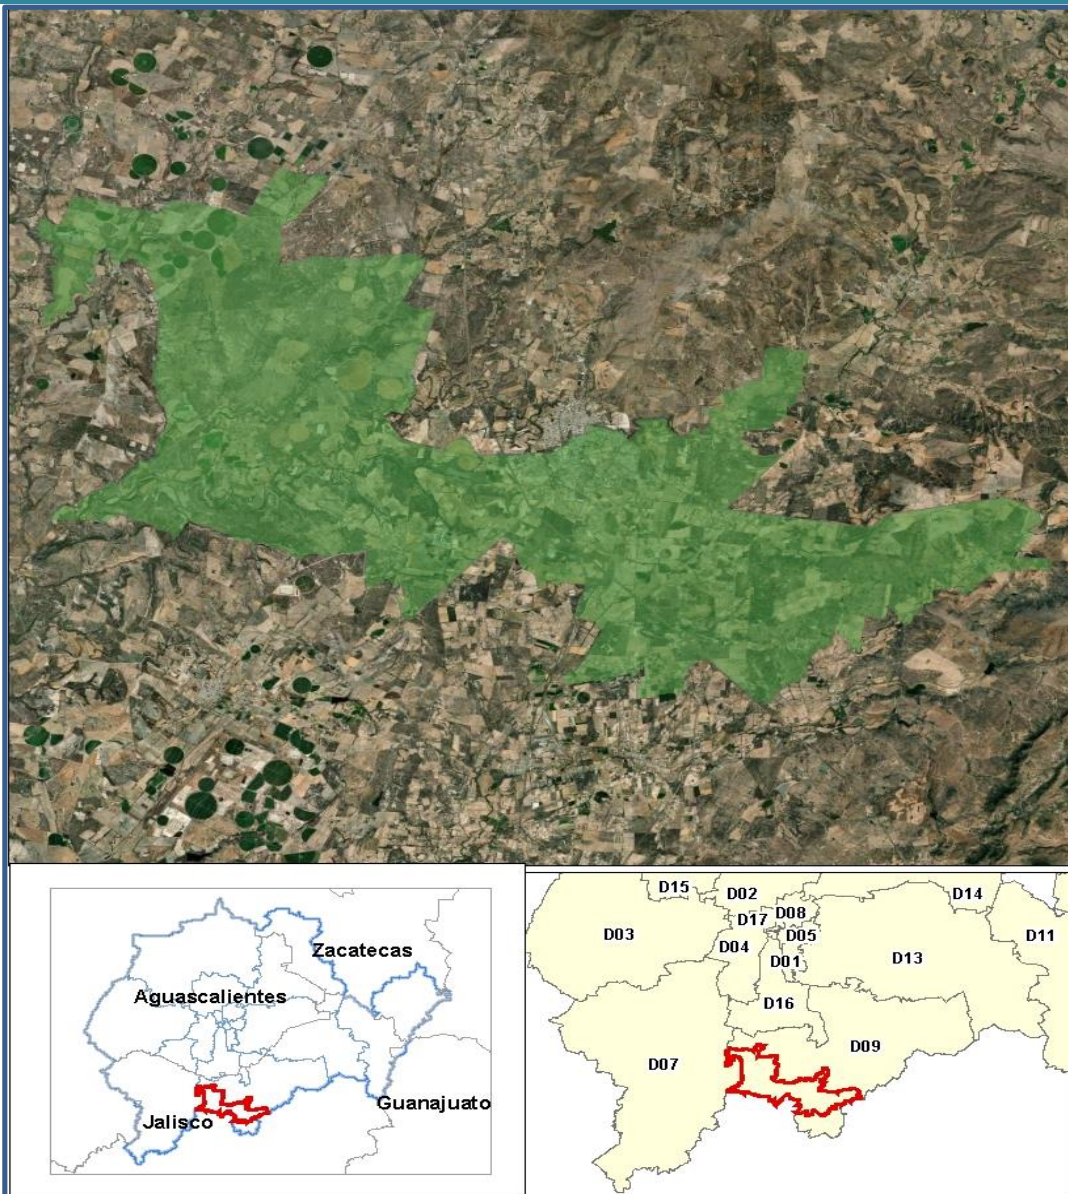 Zacatecas
Aguascalientes
Guanajuato
Jalisco
D15
D02
D14
D08
D17
D03
D05
D11
D04
D01
D13
D16
D09
D07